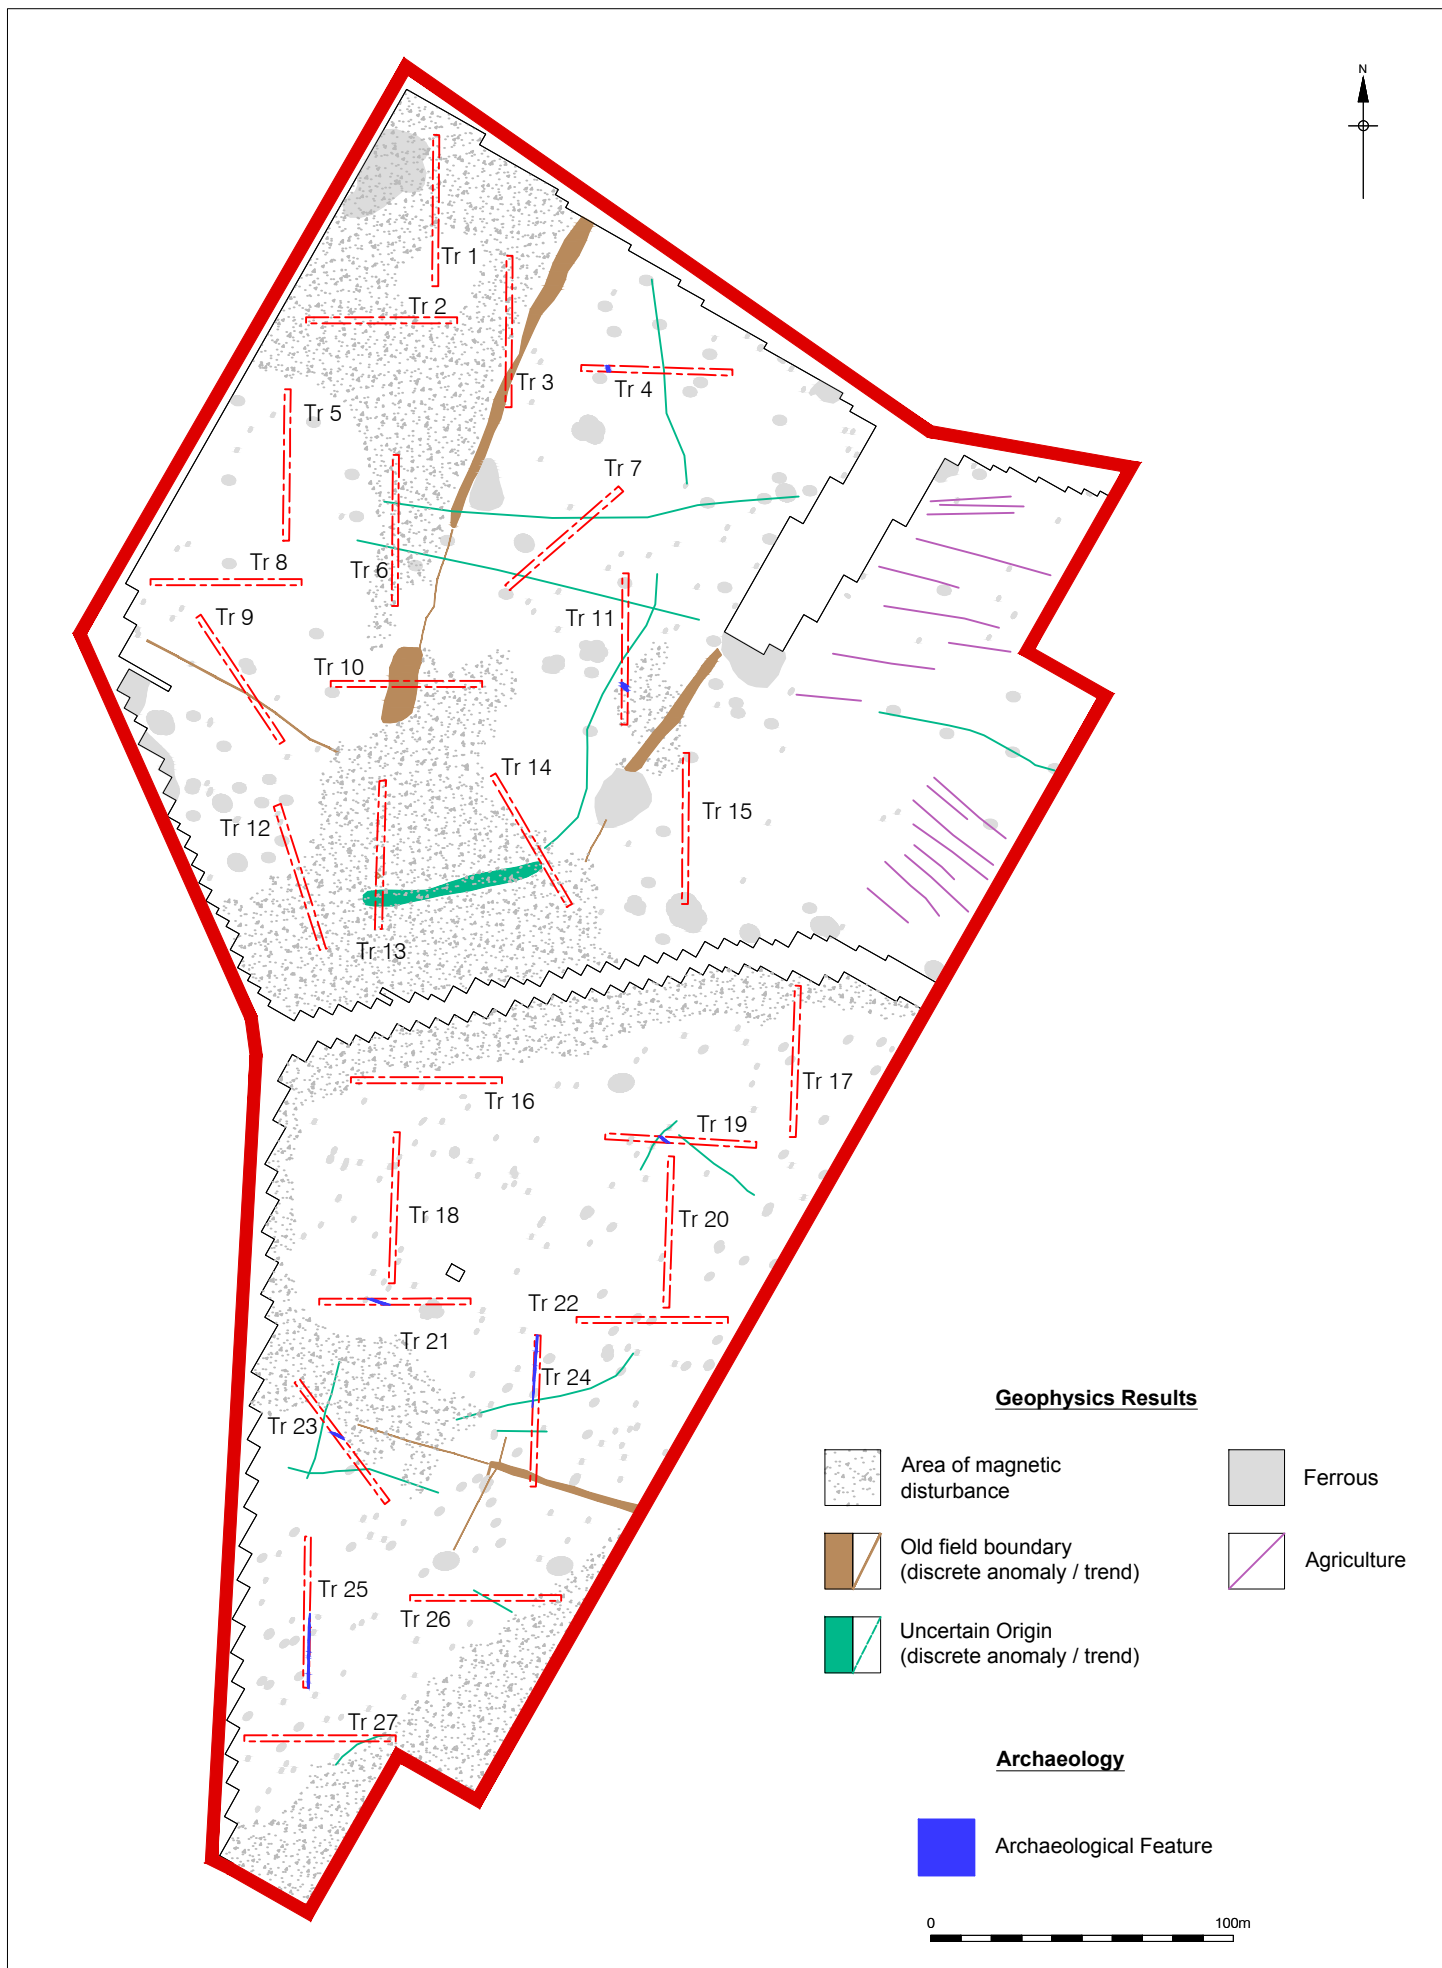 N
Tr 1
Tr 2
Tr 3
Tr 4
Tr 5
Tr 7
Tr 8
Tr 6
Tr 9
Tr 11
Tr 10
Tr 14
Tr 15
Tr 12
Tr 13
Tr 17
Tr 16
Tr 19
Tr 18
Tr 20
Tr 22
Tr 21
Tr 24
Tr 23
Tr 25
Tr 26
Tr 27
Geophysics Results
Area of magnetic
disturbance
Ferrous
Old field boundary
(discrete anomaly / trend)
Agriculture
Uncertain Origin
(discrete anomaly / trend)
Archaeology
Archaeological Feature
0 100m